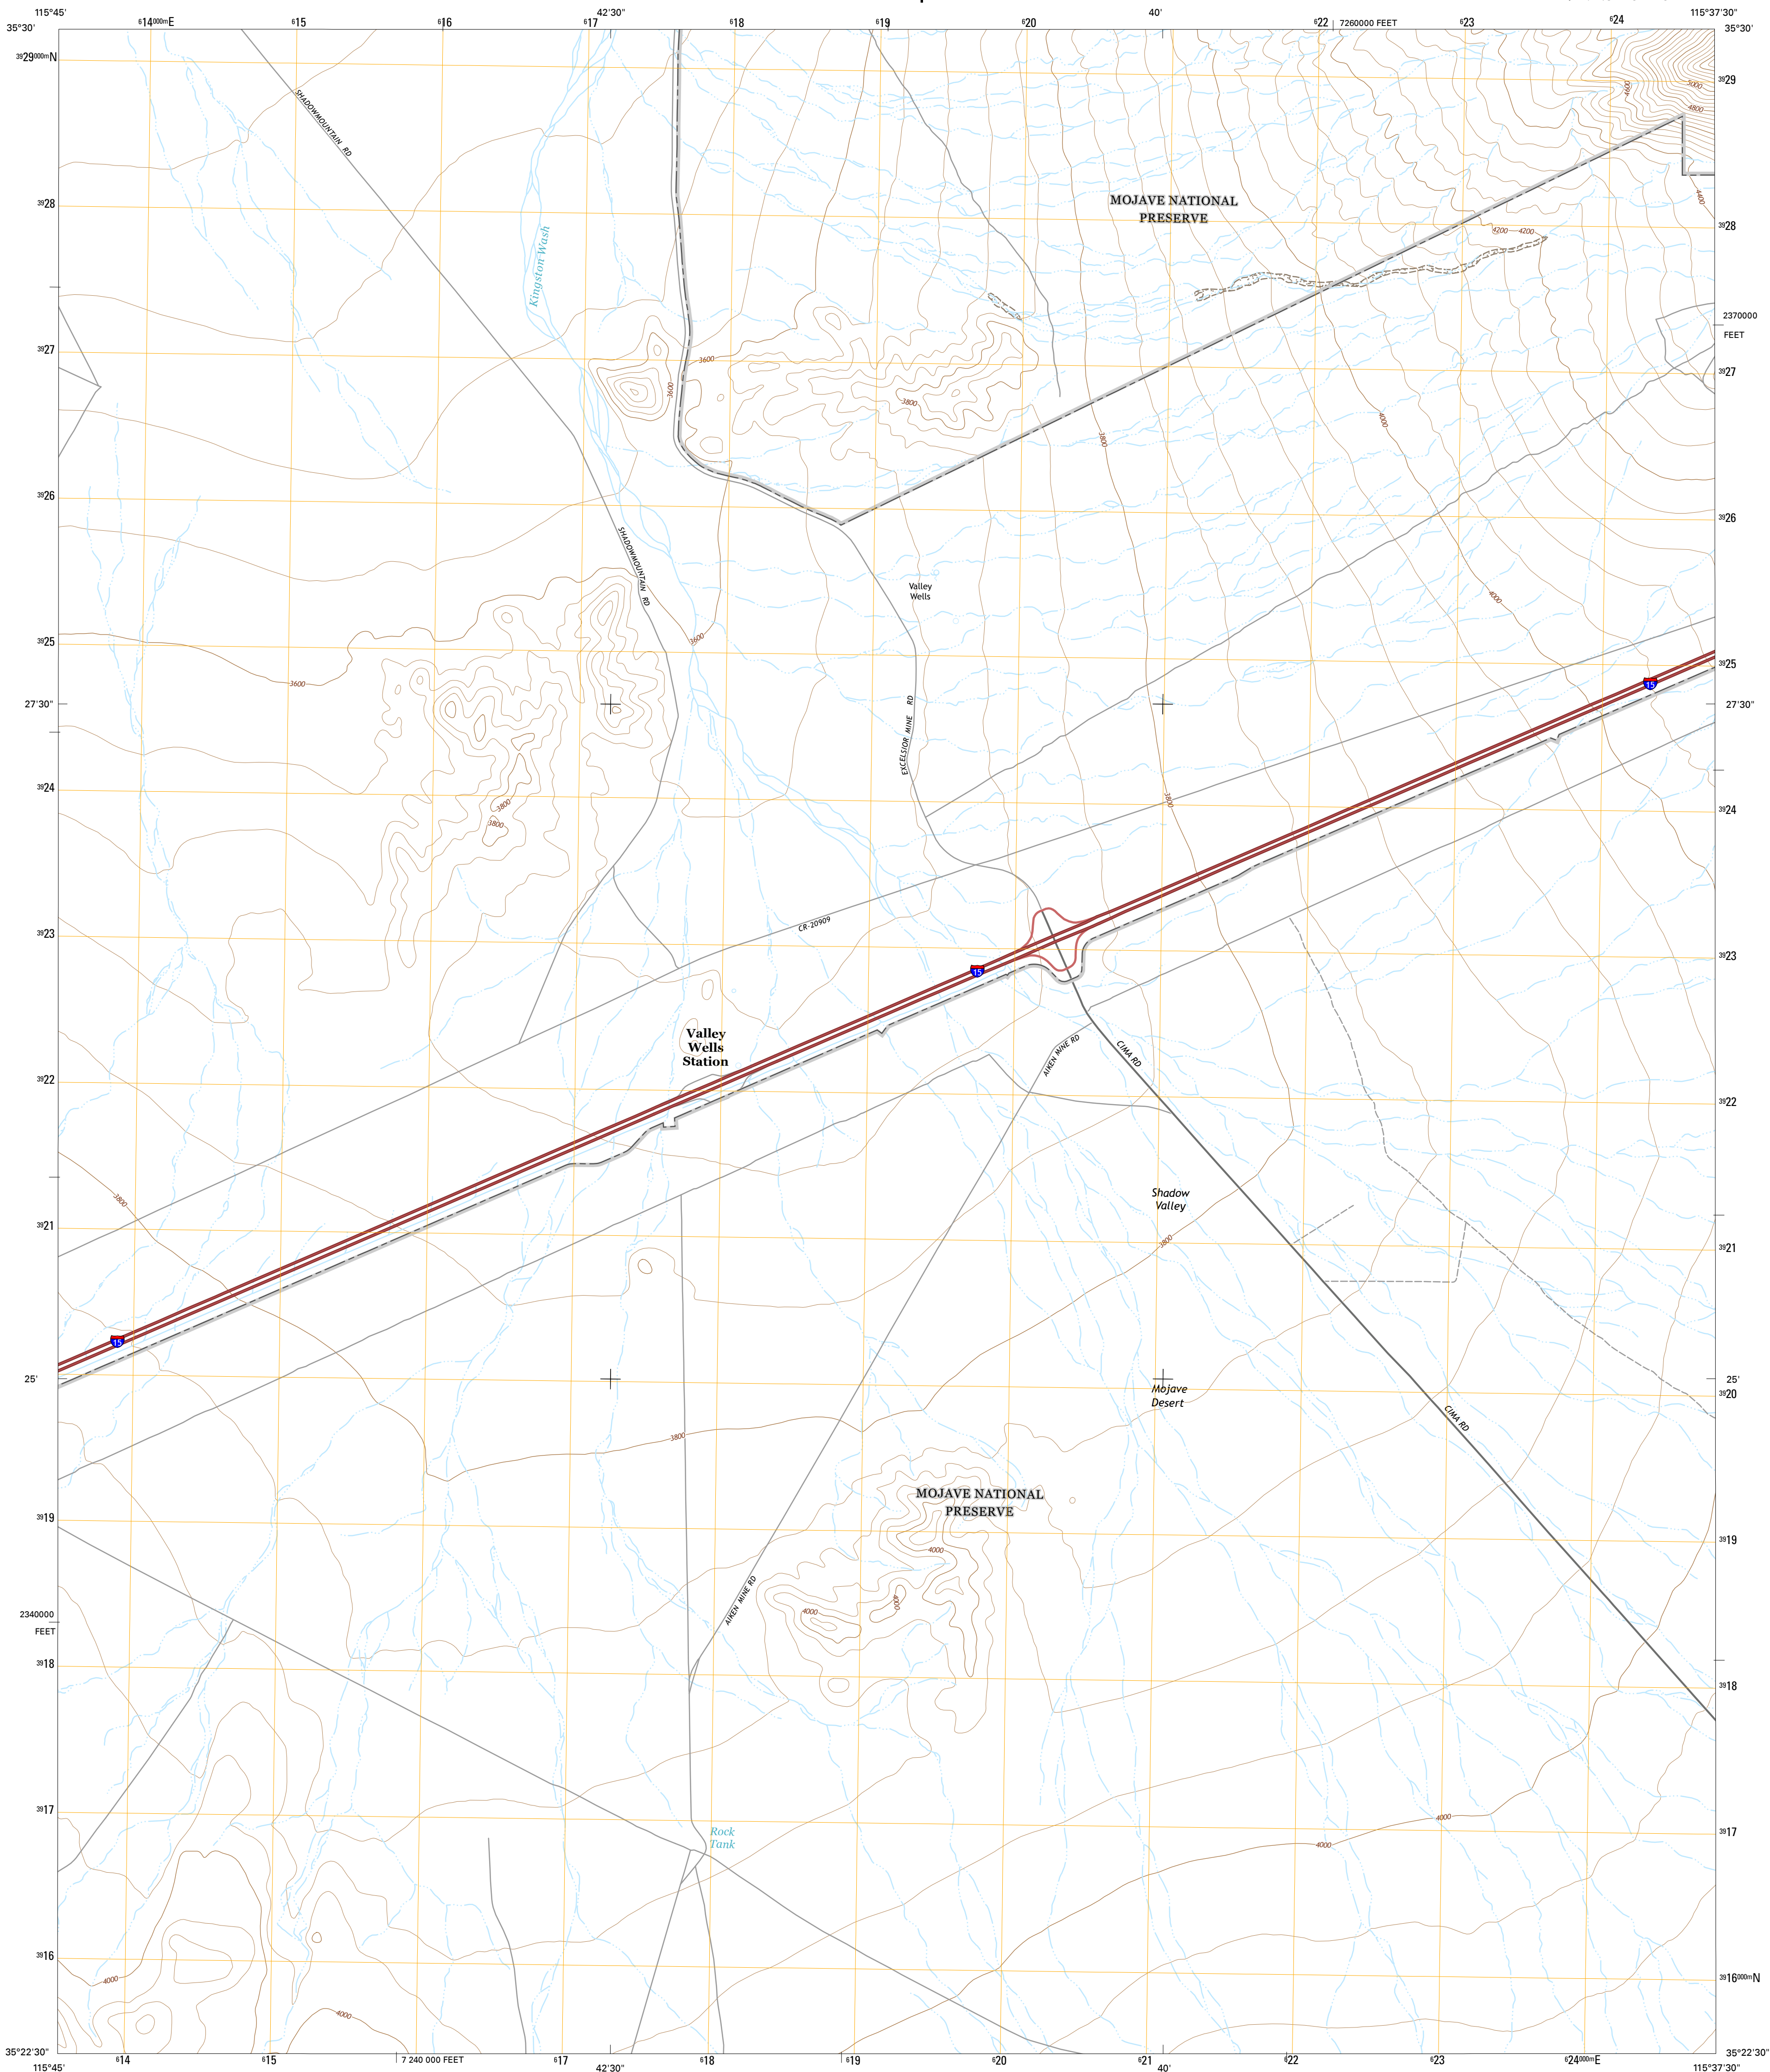 115°45'
⁶14⁰⁰⁰ᵐE
⁶15
⁶16
⁶17
42'30"
⁶18
⁶19
⁶20
40'
⁶22
7260000 FEET
⁶23
⁶24
115°37'30"
35°30'
35°30'
³⁹29⁰⁰⁰ᵐN
³⁹29
5000
4600
4800
SHADOWMOUNTAIN RD
4400
MOJAVE NATIONAL
PRESERVE
³⁹28
³⁹28
4200
4200
Kingston Wash
2370000
FEET
³⁹27
³⁹27
3600
3600
3800
4000
3800
³⁹26
³⁹26
SHADOWMOUNTAIN RD
Valley
Wells
4000
3600
³⁹25
³⁹25
3600
15
27'30"
27'30"
EXCELSIOR MINE RD
³⁹24
³⁹24
3800
3800
3800
CR-20909
³⁹23
³⁹23
15
Valley
Wells
Station
AIKEN MINE RD
CIMA RD
³⁹22
³⁹22
3800
Shadow
Valley
³⁹21
³⁹21
3800
15
25'
25'
³⁹20
Mojave
Desert
CIMA RD
3800
MOJAVE NATIONAL
PRESERVE
³⁹19
³⁹19
4000
4000
4000
AIKEN MINE RD
2340000
FEET
³⁹18
³⁹18
³⁹17
³⁹17
4000
4000
Rock
Tank
³⁹16
³⁹16⁰⁰⁰ᵐN
4000
4000
35°22'30"
35°22'30"
115°45'
⁶14
⁶15
7 240 000 FEET
⁶17
42'30"
⁶18
⁶19
⁶20
⁶21
40'
⁶22
⁶23
⁶24⁰⁰⁰ᵐE
115°37'30"